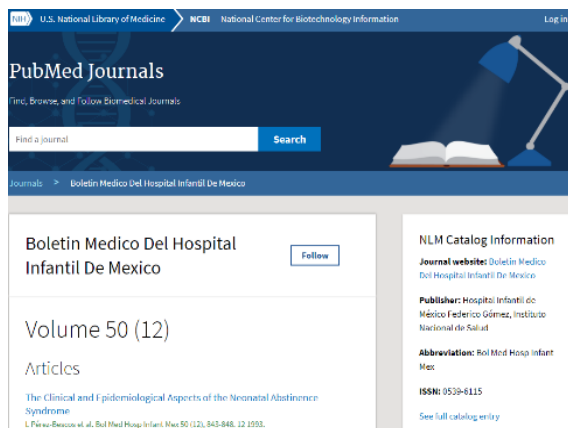 NIH U.S. National Library of Medicine NCBI National Center for Biotechnology Information Log in
PubMed Journals
Find, Browse, and Follow Biomedical Journals
Find a journal Search
Journals > Boletin Medico Del Hospital Infantil De Mexico
Boletin Medico Del Hospital
Infantil De Mexico
Follow
Volume 50 (12)
Articles
The Clinical and Epidemiological Aspects of the Neonatal Abstinence
Syndrome
I. Pérez-Bescos et al. Bol Med Hosp Infant Mex 50 (12), 843-848. 12 1993.
NLM Catalog Information
Journal website: Boletin Medico
Del Hospital Infantil De Mexico
Publisher: Hospital Infantil de
México Federico Gómez, Instituto
Nacional de Salud
Abbreviation: Bol Med Hosp Infant
Mex
ISSN: 0539-6115
See full catalog entry